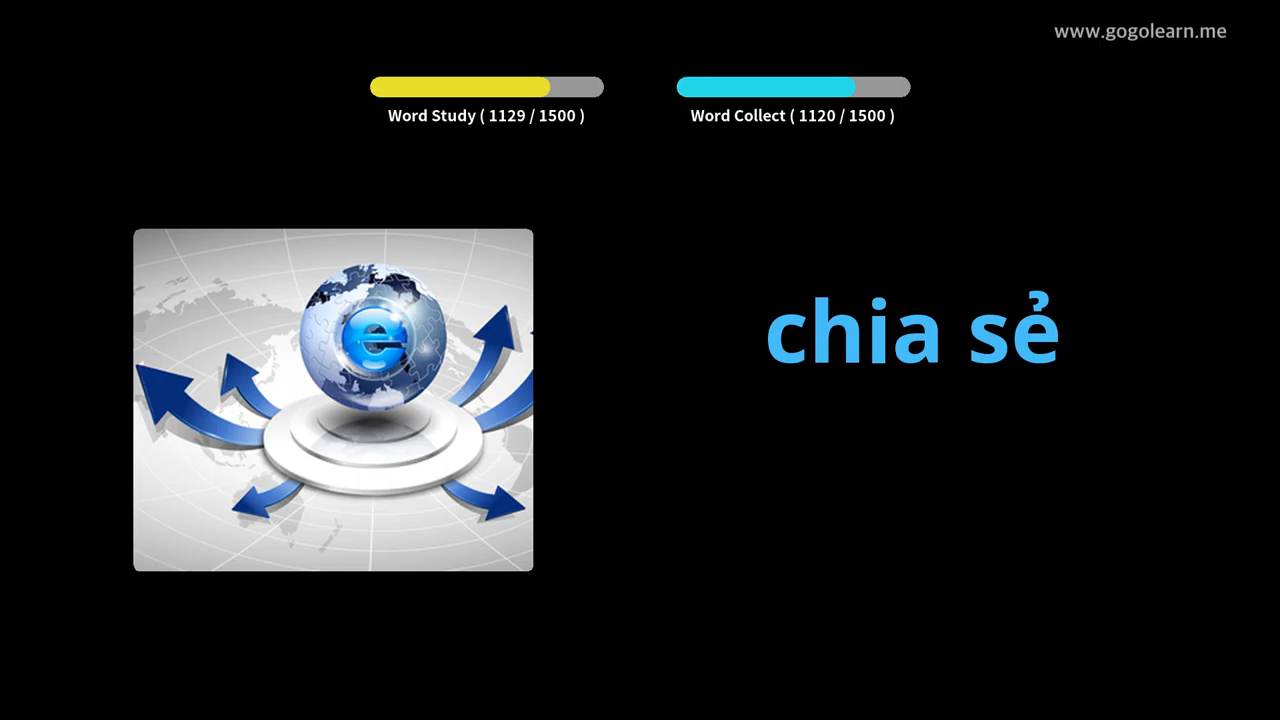 www.gogolearn.me
Word Study ( 1129 / 1500 )
Word Collect ( 1120 / 1500 )
e
chia sẻ